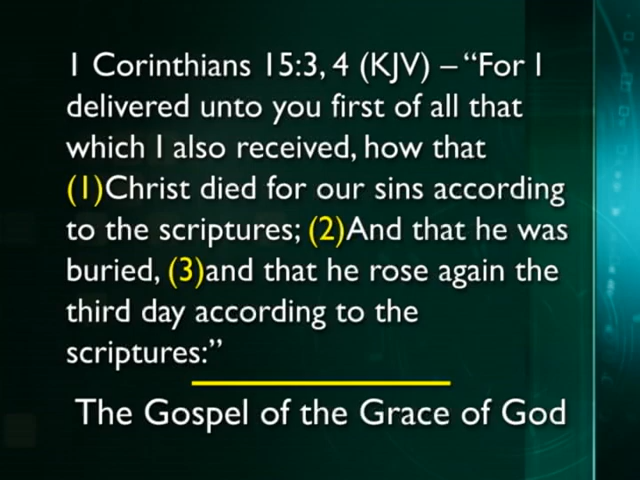 1 Corinthians 15:3, 4 (KJV) – “For I
delivered unto you first of all that
which I also received, how that
(1)Christ died for our sins according
to the scriptures; (2)And that he was
buried, (3)and that he rose again the
third day according to the
scriptures:”
The Gospel of the Grace of God